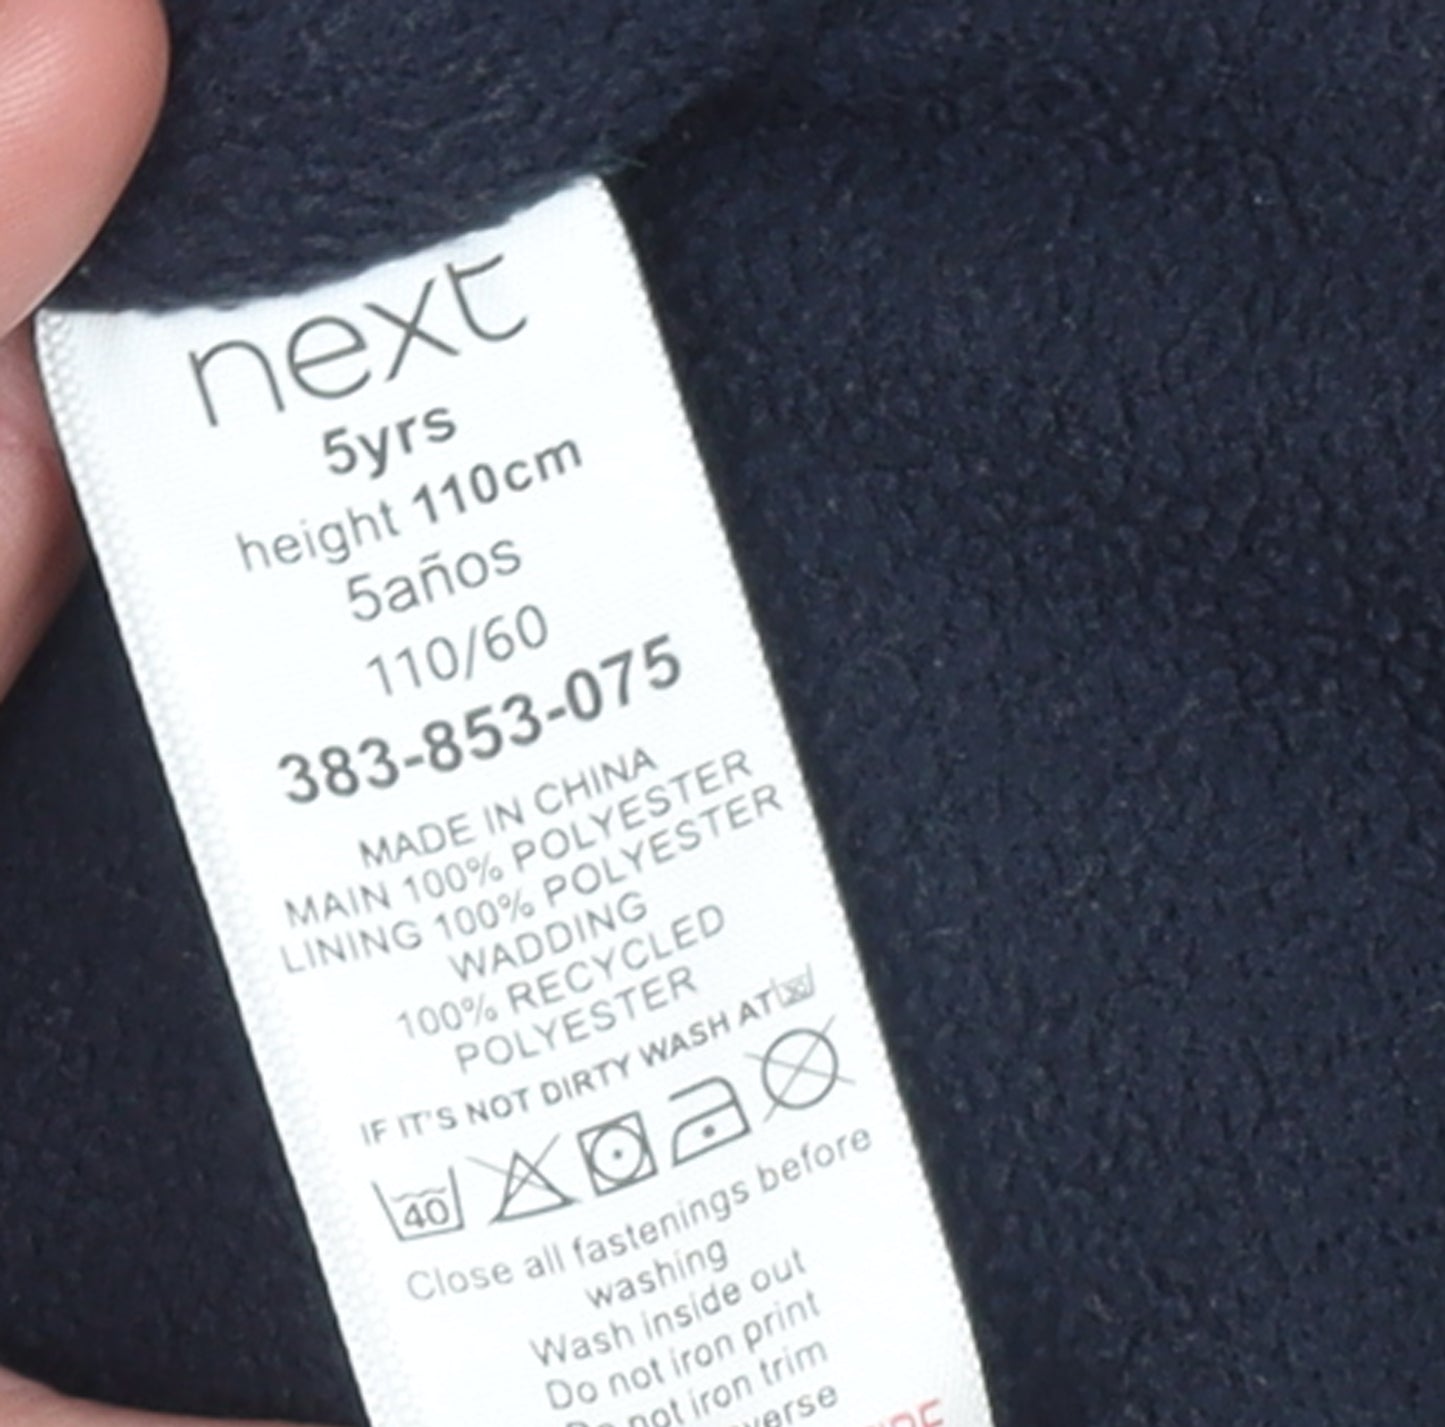 next
5yrs
height 110cm
5años
110/60
383-853-075
MADE IN CHINA
MAIN 100% POLYESTER
LINING 100% POLYESTER
WADDING
100% RECYCLED
POLYESTER
IF IT'S NOT DIRTY WASH AT 30
40
Close all fastenings before
washing
Wash inside out
Do not iron print
Do not iron trim